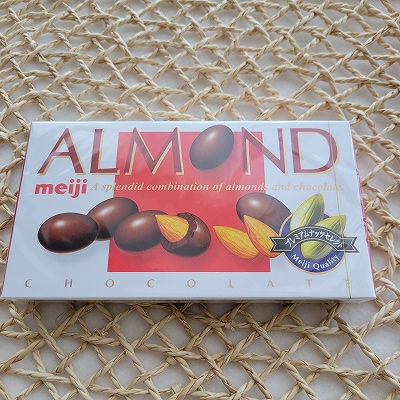 ALMOND
meiji
A splendid combination of almonds and chocolate.
プレミアムナッツセレクト
Meiji Quality
CHOCOLATE